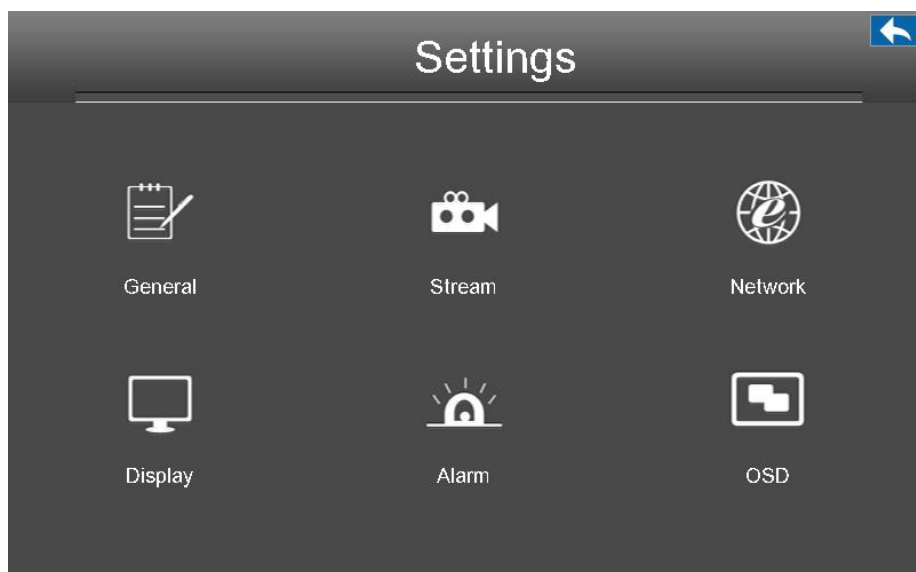 Settings
General
Stream
Network
Display
Alarm
OSD